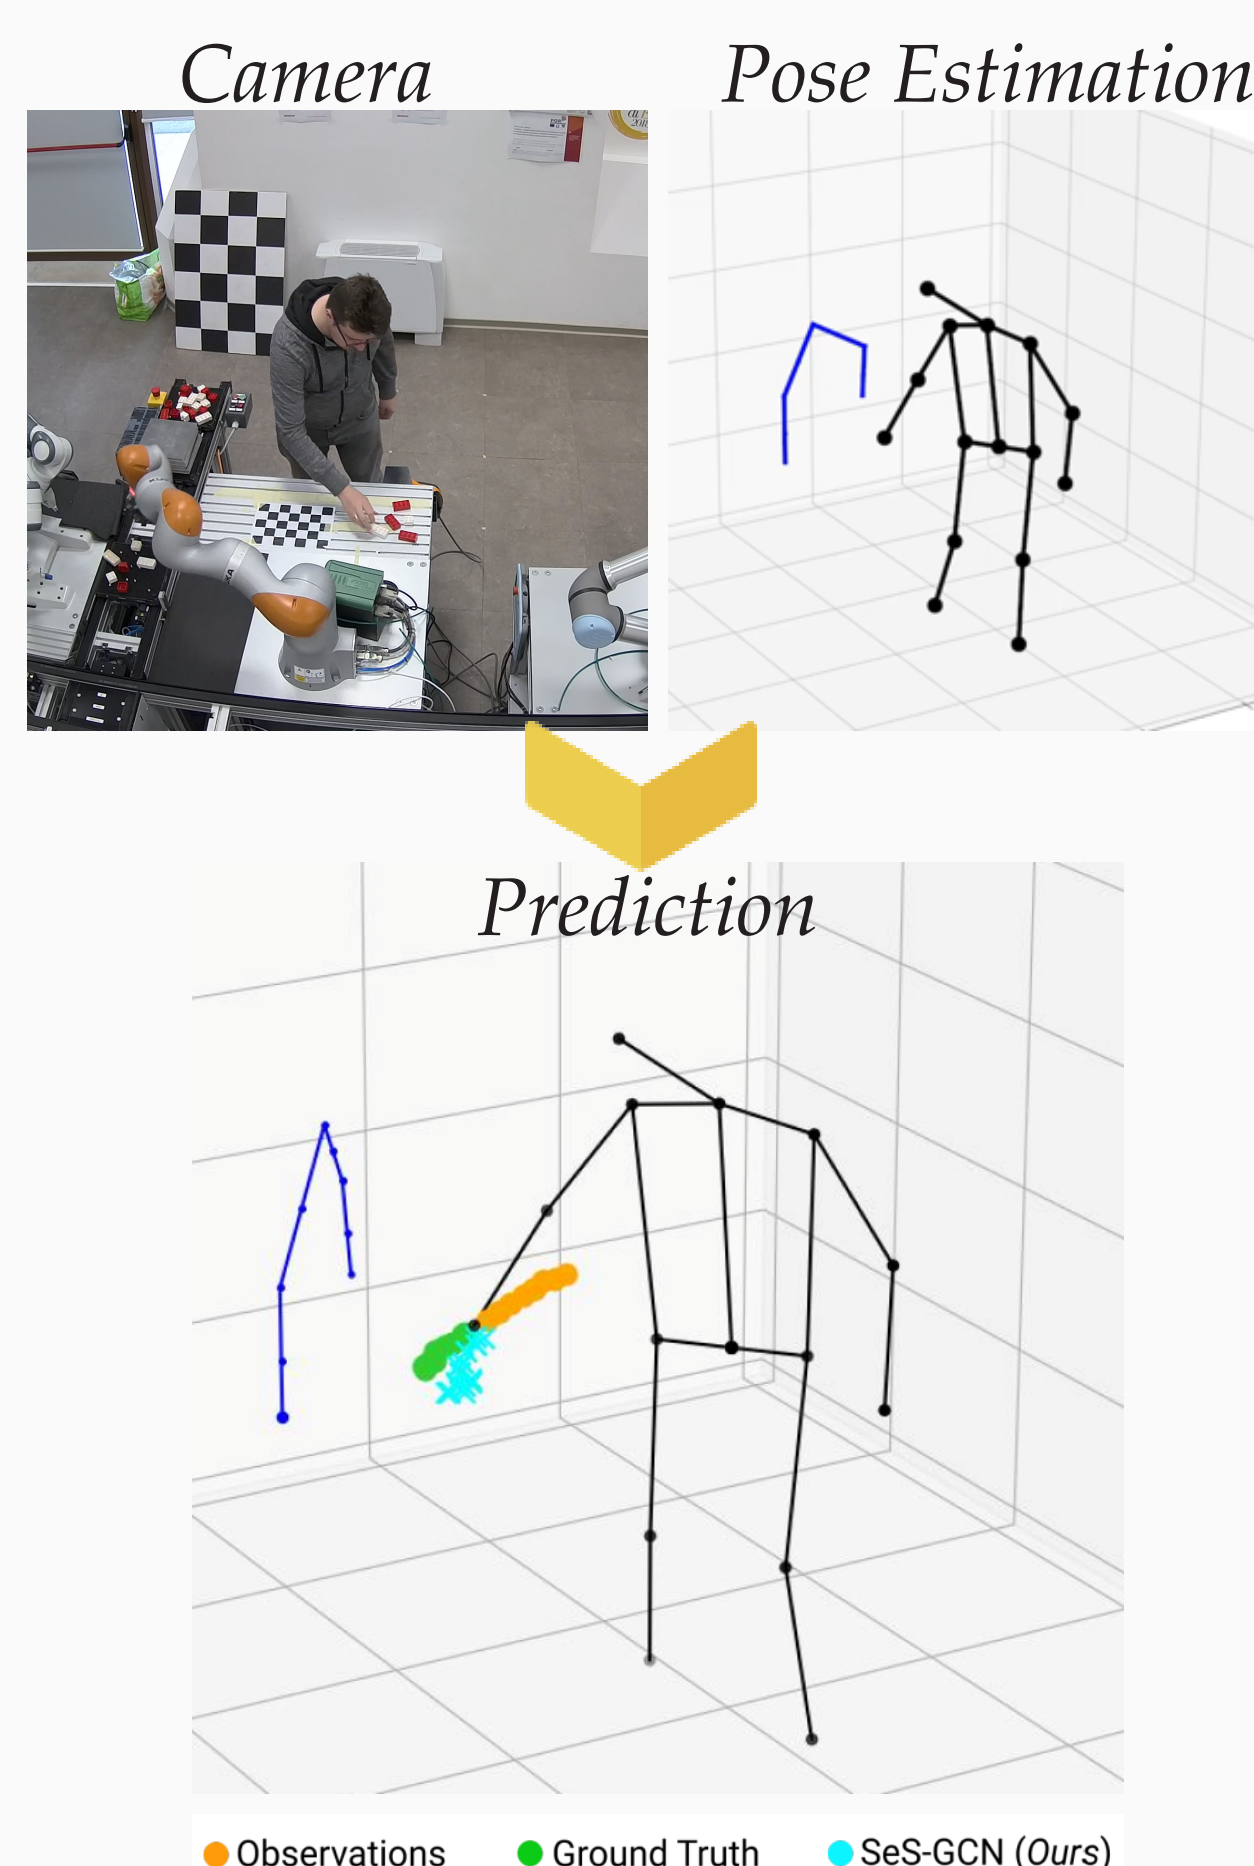 Camera
Pose Estimation
Prediction
Observations
Ground Truth
SeS-GCN (Ours)